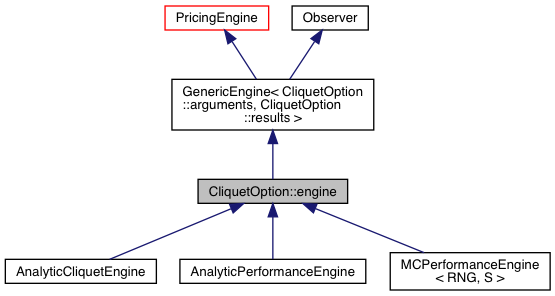 PricingEngine
Observer
GenericEngine< CliquetOption
::arguments, CliquetOption
::results >
CliquetOption::engine
AnalyticCliquetEngine
AnalyticPerformanceEngine
MCPerformanceEngine
< RNG, S >